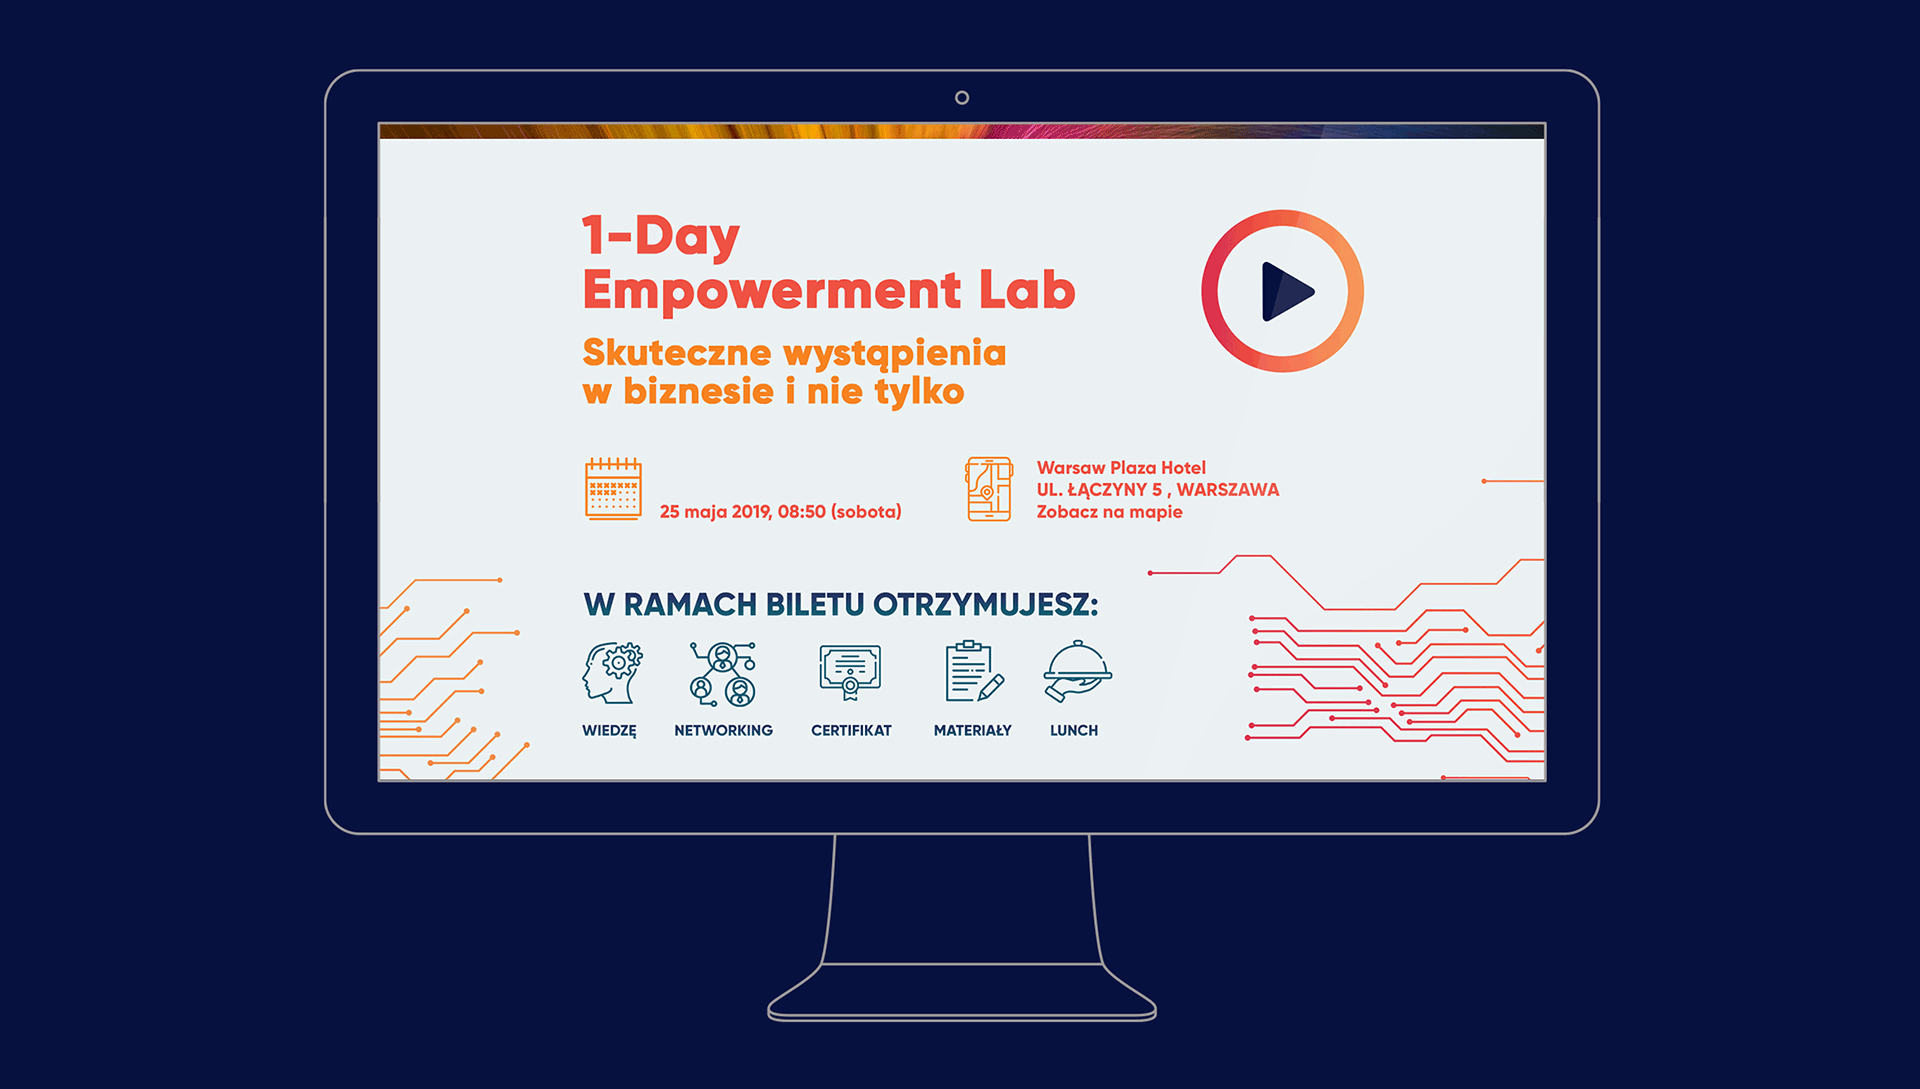 1-Day
Empowerment Lab
Skuteczne wystąpienia
w biznesie i nie tylko
25 maja 2019, 08:50 (sobota)
Warsaw Plaza Hotel
UL. ŁĄCZYNY 5 , WARSZAWA
Zobacz na mapie
W RAMACH BILETU OTRZYMUJESZ:
WIEDZĘ NETWORKING CERTIFIKAT MATERIAŁY LUNCH